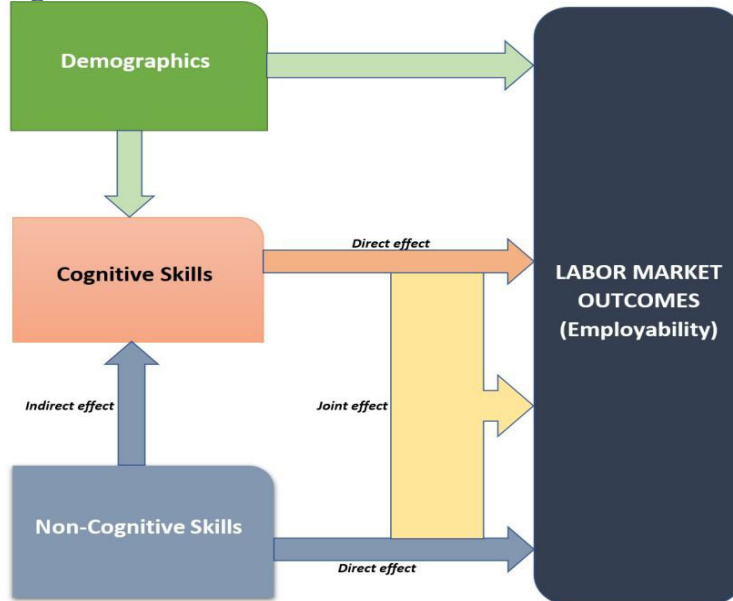 Demographics
Direct effect
Cognitive Skills
LABOR MARKET
OUTCOMES
(Employability)
Indirect effect
Joint effect
Non-Cognitive Skills
Direct effect